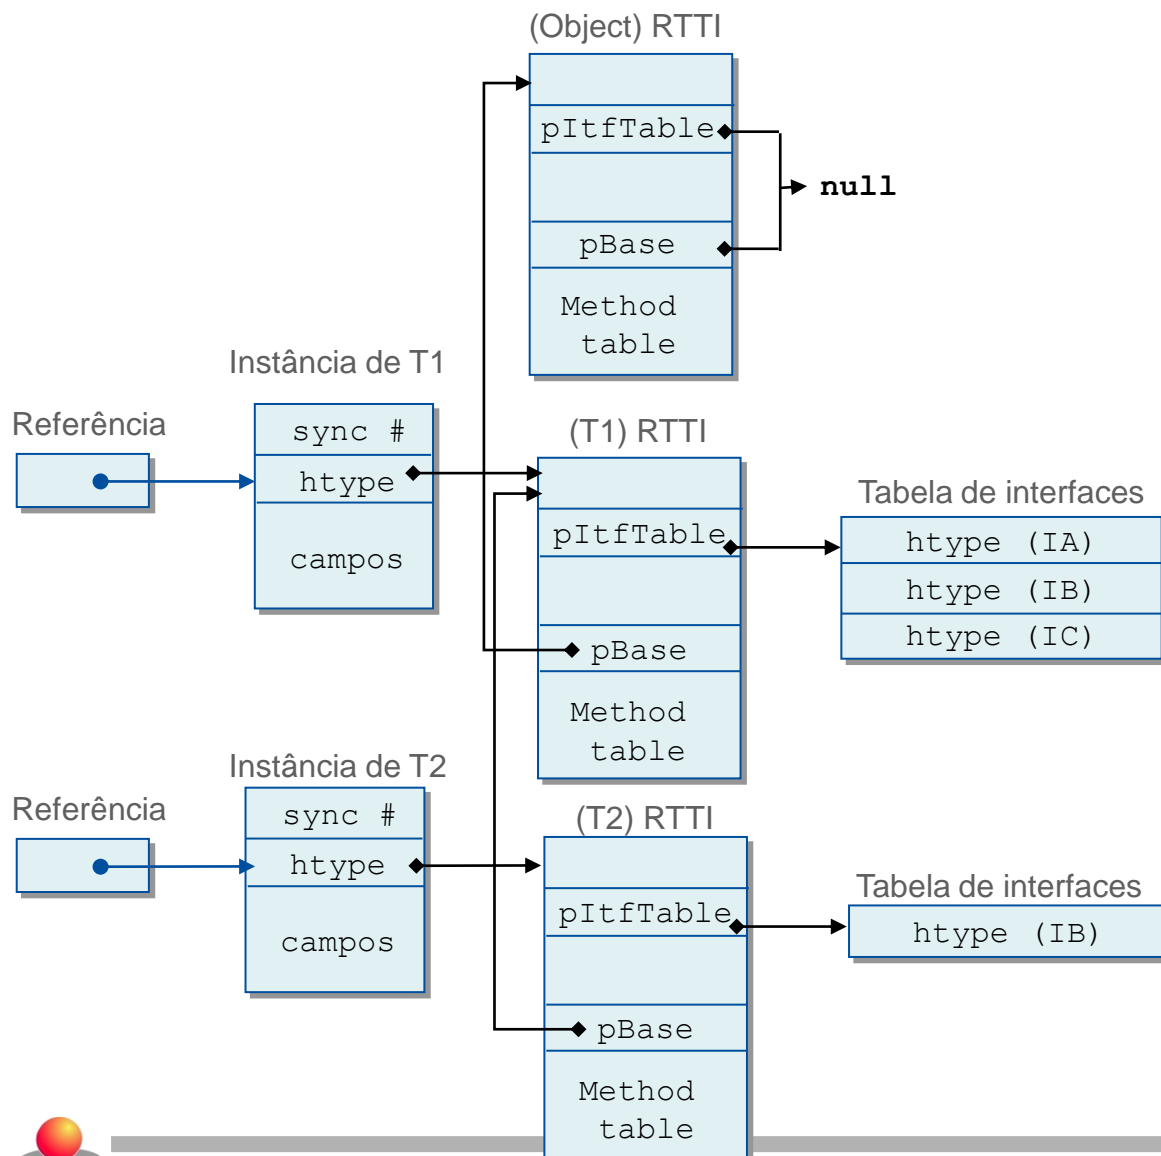 (Object) RTTI
pItfTable
null
pBase
Method
table
Instância de T1
Referência
sync #
htype
campos
(T1) RTTI
pItfTable
pBase
Method
table
Tabela de interfaces
htype (IA)
htype (IB)
htype (IC)
Instância de T2
Referência
sync #
htype
campos
(T2) RTTI
pItfTable
pBase
Method
table
Tabela de interfaces
htype (IB)